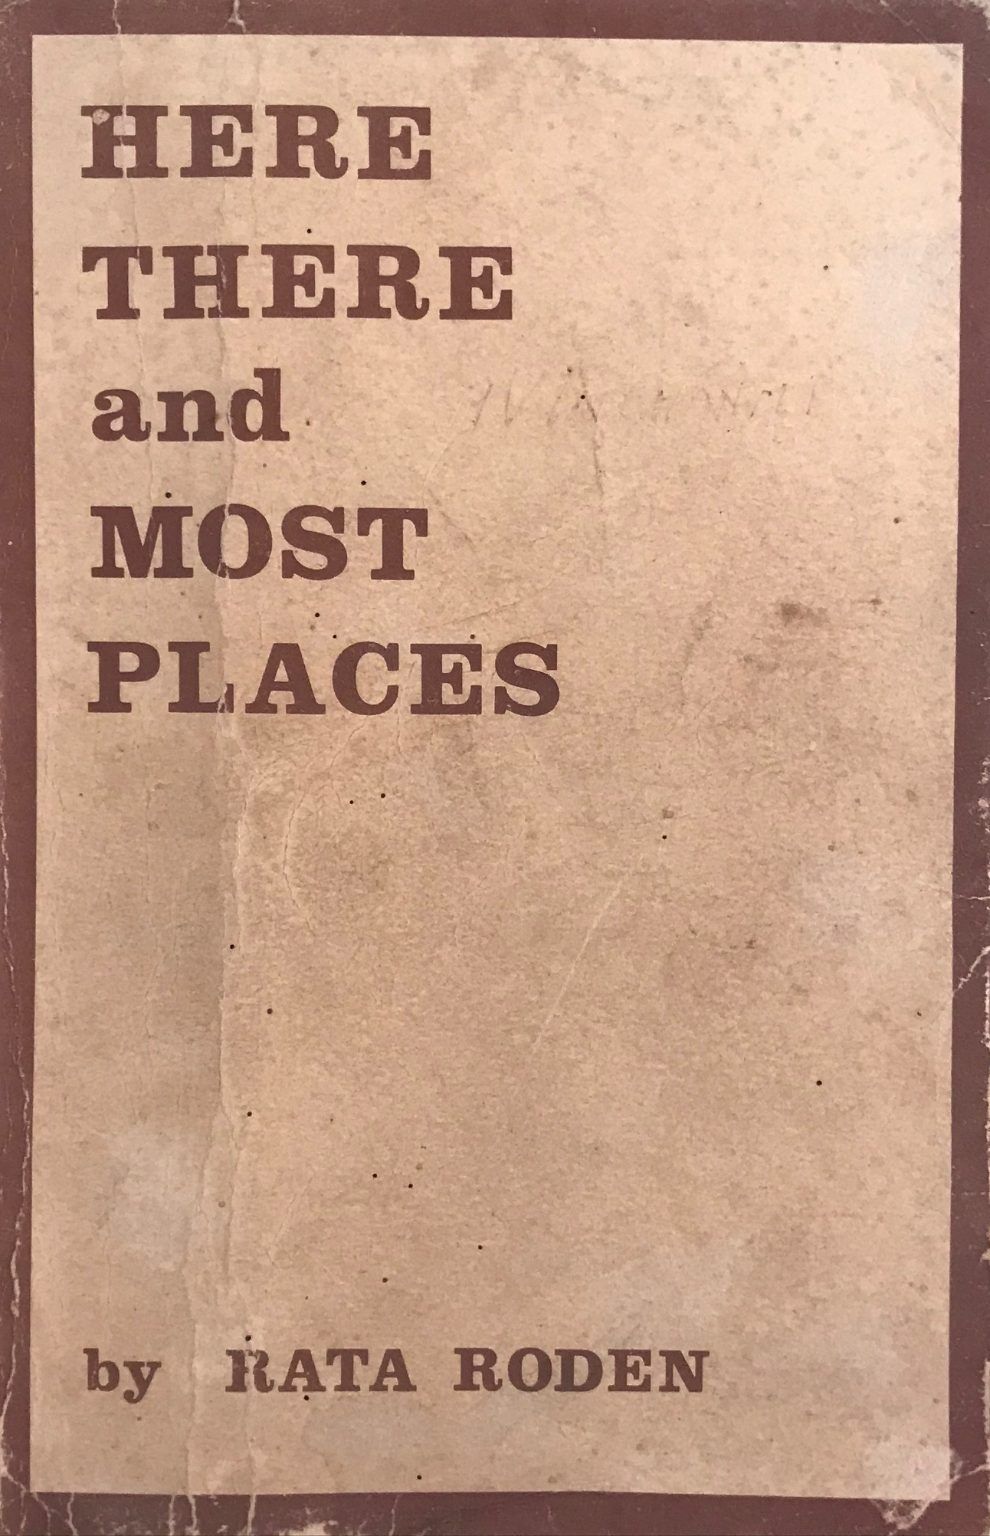 HERE
THERE
and
MOST
PLACES
by RATA RODEN